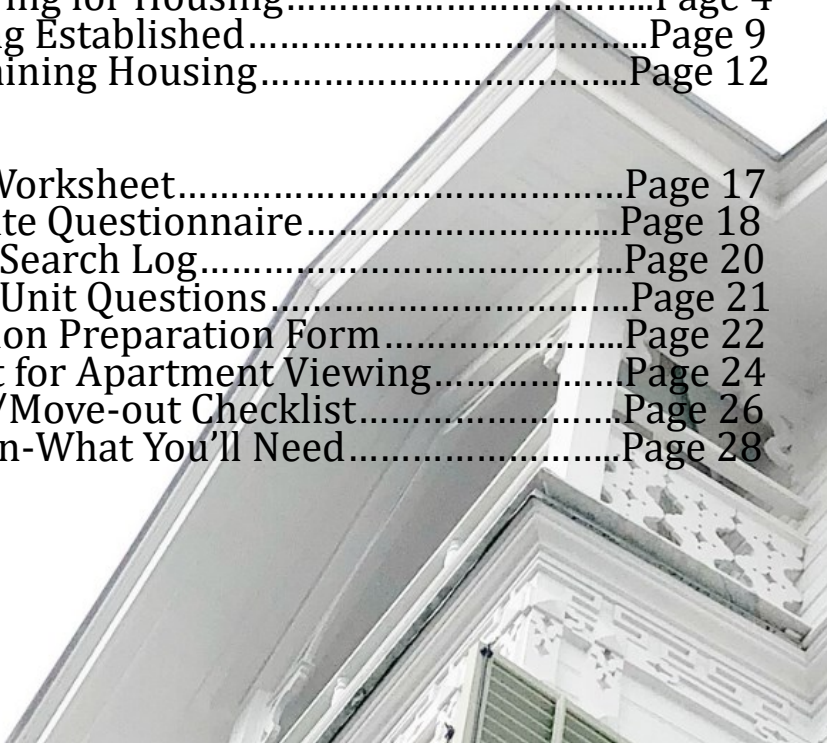 ring for Housing……………………………………...Page 4
g Established…………………………………...Page 9
ining Housing………………………………...Page 12
Worksheet……………………………………...Page 17
te Questionnaire…………………………...Page 18
Search Log……………………………………...Page 20
Unit Questions………………………………...Page 21
on Preparation Form……………………...Page 22
t for Apartment Viewing………………...Page 24
/Move-out Checklist……………………...Page 26
n-What You’ll Need………………………...Page 28